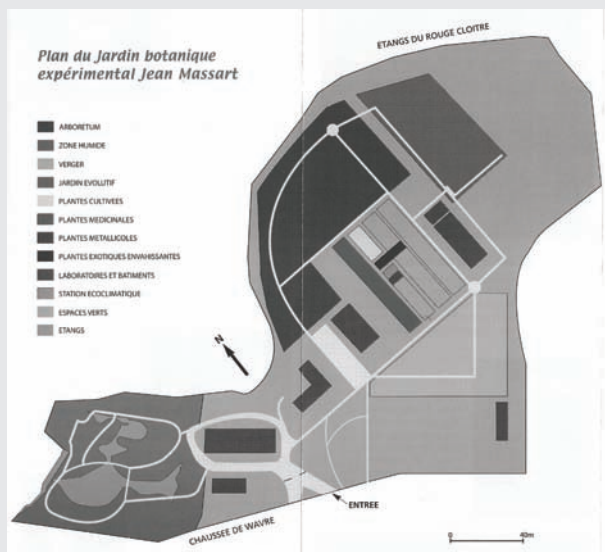 Plan du Jardin botanique
expérimental Jean Massart
ETANGS DU ROUGE CLOITRE
ARBORETUM
ZONE HUMIDE
VERGER
JARDIN EVOLUTIF
PLANTES CULTIVEES
PLANTES MEDICINALES
PLANTES METALLICOLES
PLANTES EXOTIQUES ENVAHISSANTES
LABORATOIRES ET BATIMENTS
STATION ECOCLIMATIQUE
ESPACES VERTS
ETANGS
N
ENTREE
CHAUSSEE DE WAVRE
0 40m